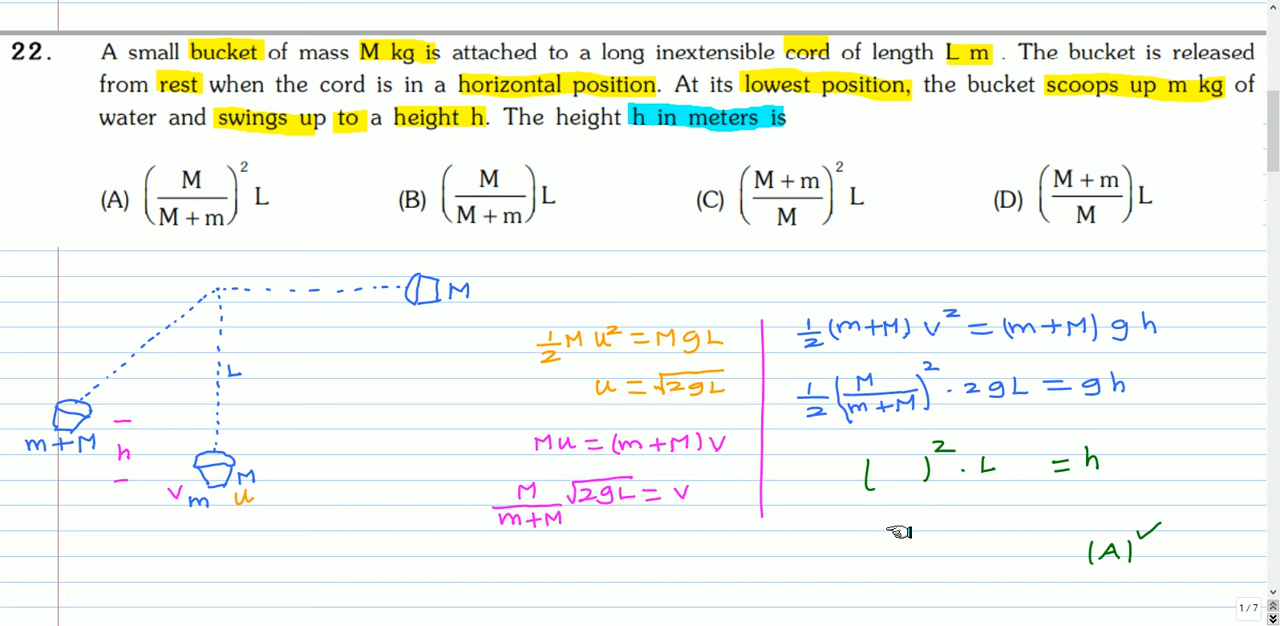 22. A small bucket of mass M kg is attached to a long inextensible cord of length L m . The bucket is released
from rest when the cord is in a horizontal position. At its lowest position, the bucket scoops up m kg of
water and swings up to a height h. The height h in meters is
(A) (M/(M + m))² L (B) (M/(M + m)) L (C) ((M + m)/M)² L (D) ((M + m)/M) L
M
L
m+M
h
M
v m u
½ M u² = MgL
u = √2gL
Mu = (m+M) v
M/(m+M) √2gL = v
½ (m+M) v² = (m+M) g h
½ (M/(m+M))² · 2gL = gh
( )² · L = h
(A) ✓
1/7